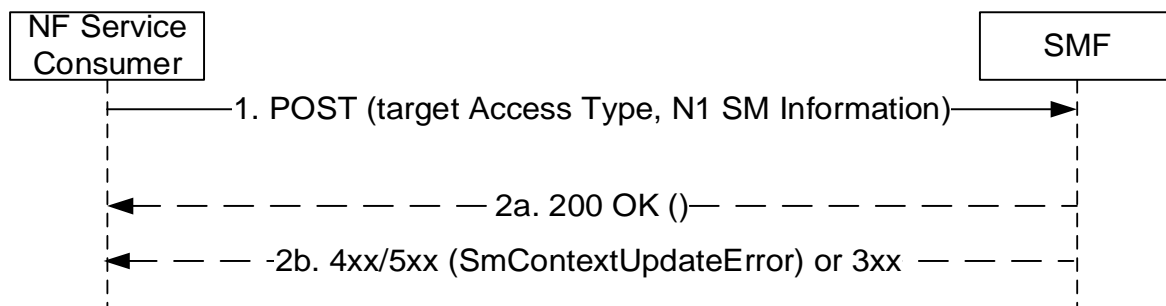 NF Service
Consumer
SMF
1. POST (target Access Type, N1 SM Information)
2a. 200 OK ()
2b. 4xx/5xx (SmContextUpdateError) or 3xx